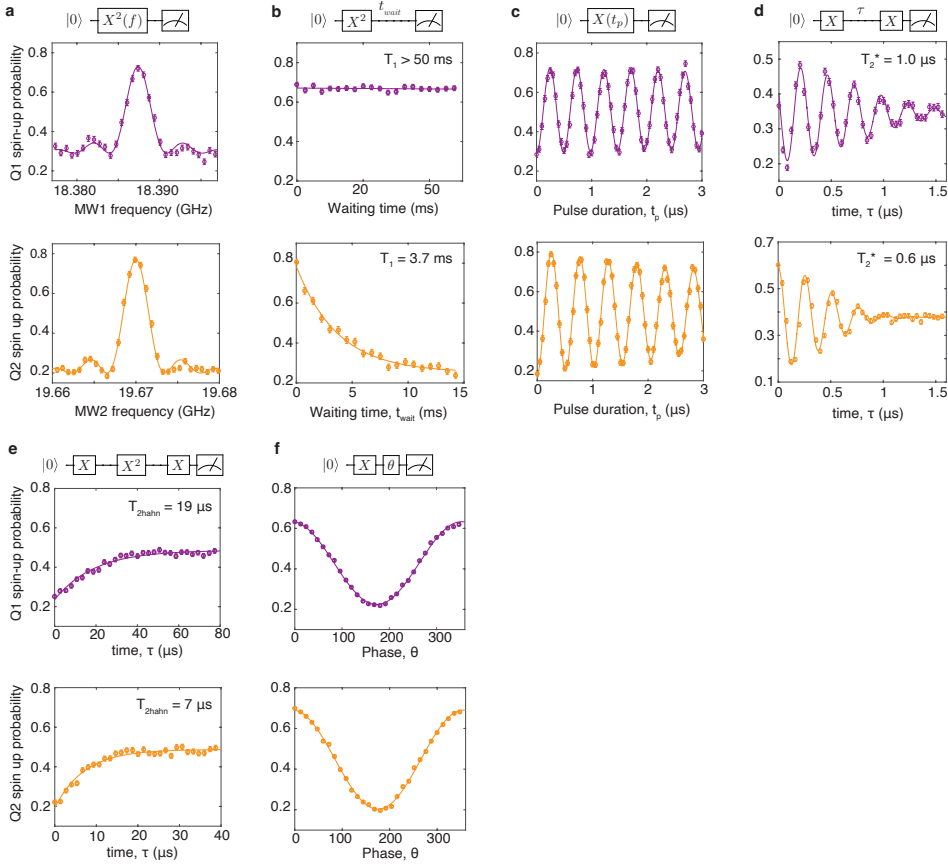 a
|0⟩ X²(f)
Q1 spin-up probability
0.8
0.6
0.4
0.2
18.380 18.390
MW1 frequency (GHz)
Q2 spin up probability
0.8
0.6
0.4
0.2
19.66 19.67 19.68
MW2 frequency (GHz)
b
|0⟩ X² t_wait
T₁ > 50 ms
0.8
0.6
0.4
0.2
0 20 50
Waiting time (ms)
T₁ = 3.7 ms
0.8
0.6
0.4
0.2
0 5 10 15
Waiting time, t_wait (ms)
c
|0⟩ X(t_p)
0.8
0.6
0.4
0.2
0 1 2 3
Pulse duration, t_p (µs)
0.8
0.6
0.4
0.2
0 1 2 3
Pulse duration, t_p (µs)
d
|0⟩ X τ X
T₂* = 1.0 µs
0.5
0.3
0.1
0 0.5 1 1.5
time, τ (µs)
T₂* = 0.6 µs
0.7
0.5
0.3
0.1
0 0.5 1 1.5
time, τ (µs)
e
|0⟩ X X² X
T_2hahn = 19 µs
Q1 spin-up probability
0.8
0.6
0.4
0.2
0 20 40 60 80
time, τ (µs)
T_2hahn = 7 µs
Q2 spin up probability
0.8
0.6
0.4
0.2
0 10 20 30 40
time, τ (µs)
f
|0⟩ X θ
0.8
0.6
0.4
0.2
0 100 200 300
Phase, θ
0.8
0.6
0.4
0.2
0 100 200 300
Phase, θ